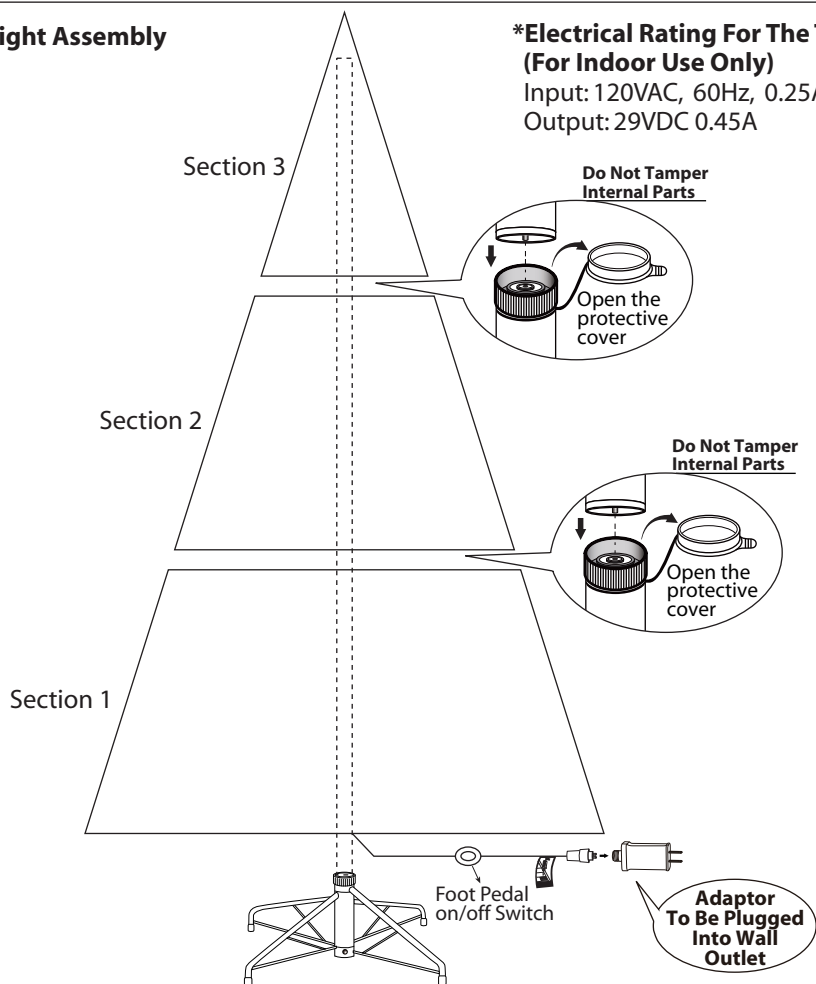 ight Assembly
*Electrical Rating For The
(For Indoor Use Only)
Input: 120VAC, 60Hz, 0.25A
Output: 29VDC 0.45A
Section 3
Do Not Tamper
Internal Parts
Open the
protective
cover
Section 2
Do Not Tamper
Internal Parts
Open the
protective
cover
Section 1
Foot Pedal
on/off Switch
Adaptor
To Be Plugged
Into Wall
Outlet